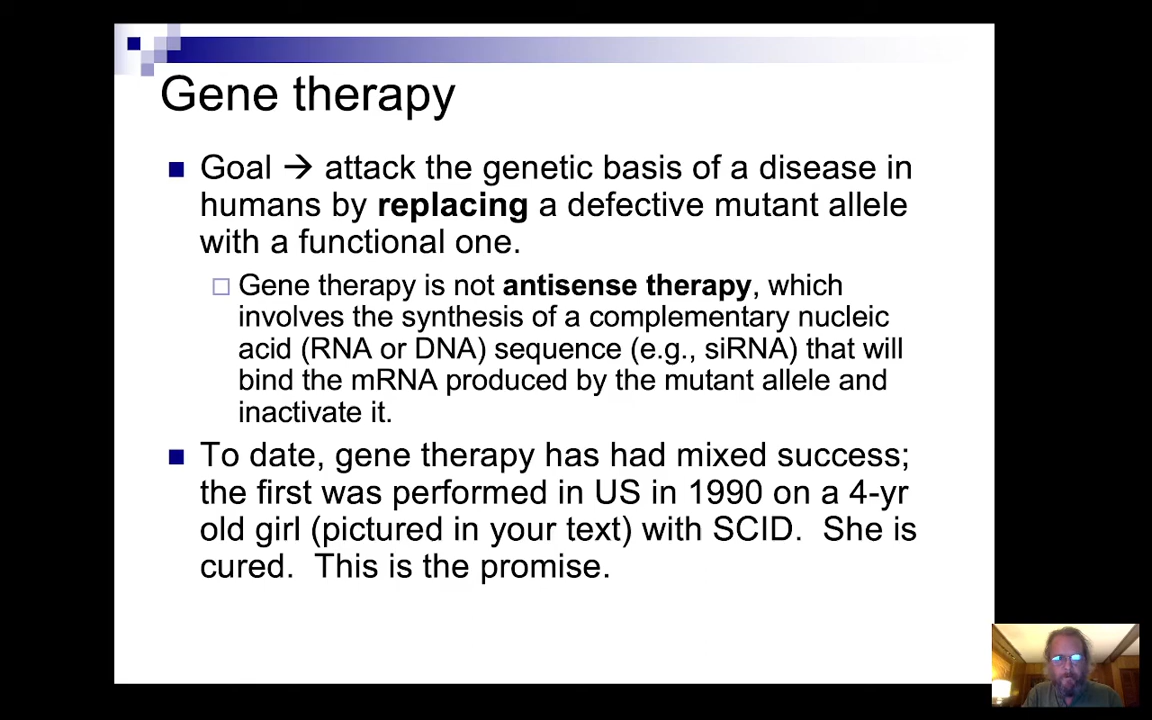 Gene therapy
Goal → attack the genetic basis of a disease in
humans by replacing a defective mutant allele
with a functional one.
Gene therapy is not antisense therapy, which
involves the synthesis of a complementary nucleic
acid (RNA or DNA) sequence (e.g., siRNA) that will
bind the mRNA produced by the mutant allele and
inactivate it.
To date, gene therapy has had mixed success;
the first was performed in US in 1990 on a 4-yr
old girl (pictured in your text) with SCID.  She is
cured.  This is the promise.